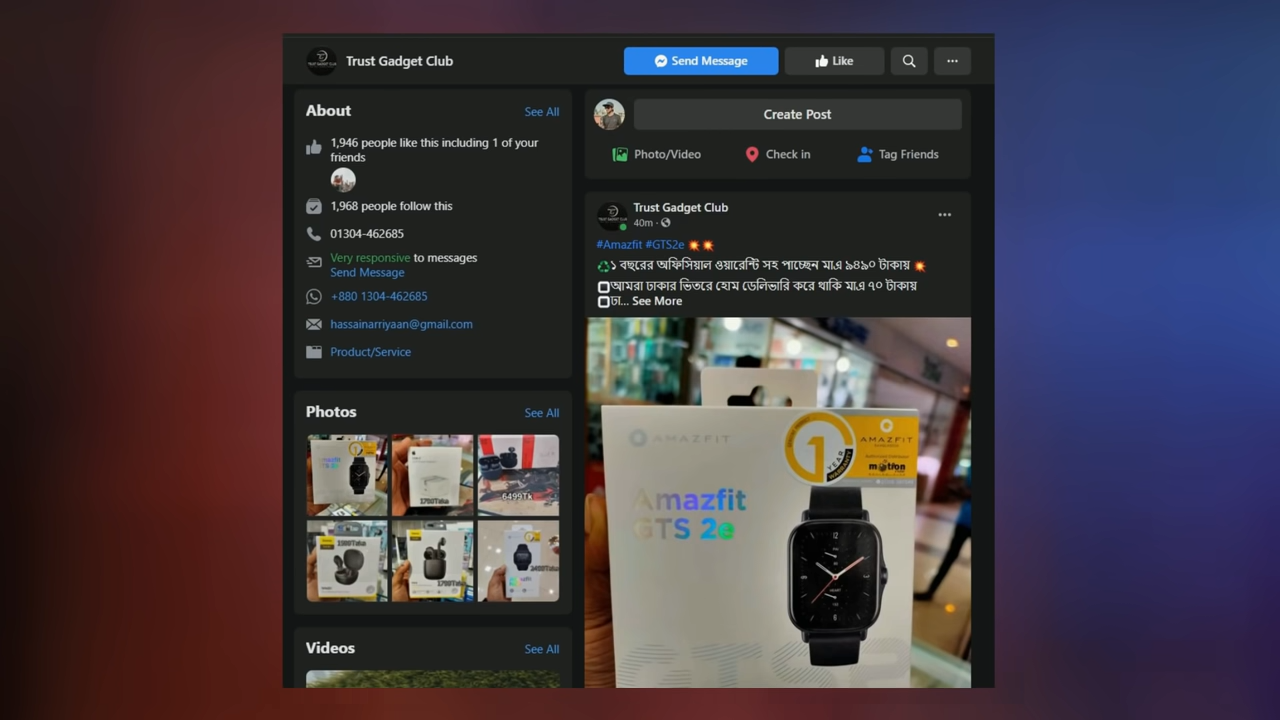 Trust Gadget Club
Send Message
Like
About
See All
1,946 people like this including 1 of your
friends
1,968 people follow this
01304-462685
Very responsive to messages
Send Message
+880 1304-462685
hassainarriyaan@gmail.com
Product/Service
Photos
See All
1700Taka
6499Tk
1700Taka
Videos
See All
Create Post
Photo/Video
Check in
Tag Friends
Trust Gadget Club
40m
#Amazfit #GTS2e
১ বছরের অফিসিয়াল ওয়ারেন্টি সহ পাচ্ছেন মাএ ৯৪৯০ টাকায়
আমরা ঢাকার ভিতরে হোম ডেলিভারি করে থাকি মাএ ৭০ টাকায়
ঢা... See More
AMAZFIT
1
YEAR
WARRANTY
AMAZFIT
motion
Amazfit
GTS 2e